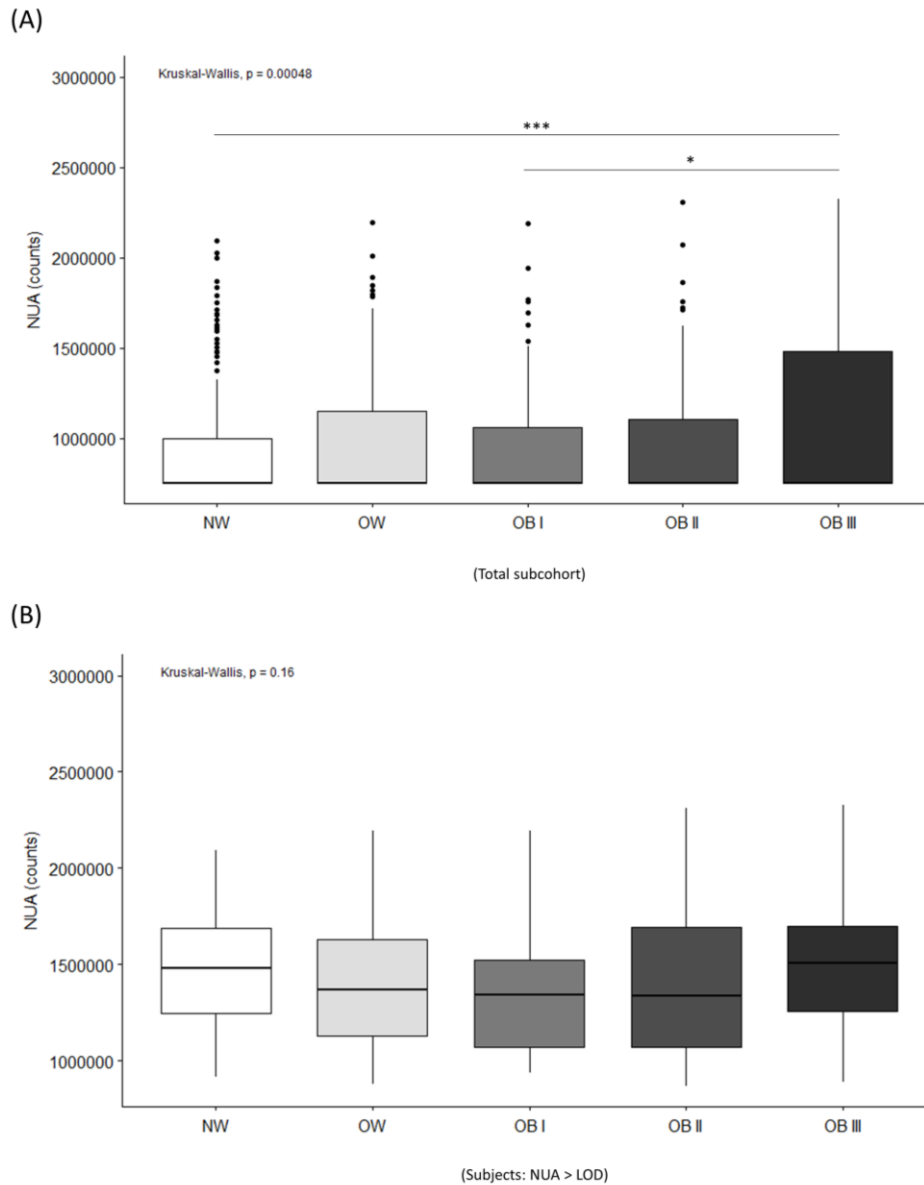 (A)
Kruskal-Wallis, p = 0.00048
NUA (counts)
3000000
2500000
2000000
1500000
1000000
***
*
NW OW OB I OB II OB III
(Total subcohort)
(B)
Kruskal-Wallis, p = 0.16
NUA (counts)
3000000
2500000
2000000
1500000
1000000
NW OW OB I OB II OB III
(Subjects: NUA > LOD)